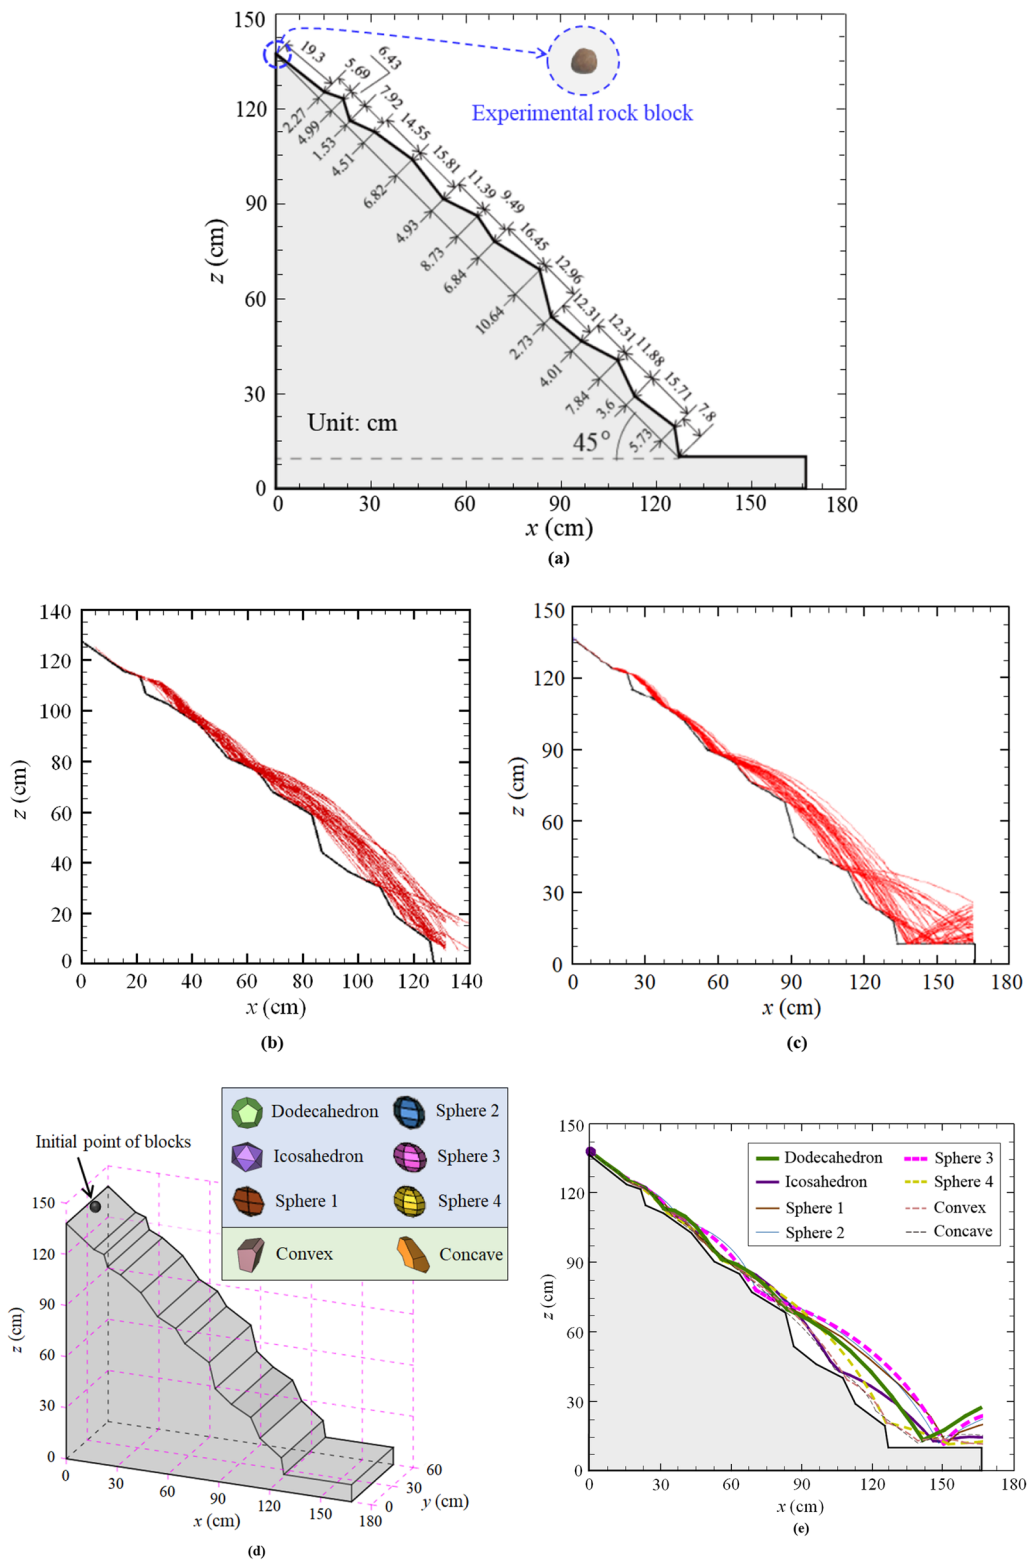 150
120
90
60
30
0
z (cm)
19.3
5.69
6.43
7.92
14.55
15.81
11.39
9.49
16.45
12.96
12.31
12.31
11.88
15.71
7.8
2.27
4.99
1.53
4.51
6.82
4.93
8.73
6.84
10.64
2.73
4.01
7.84
3.6
5.73
Experimental rock block
Unit: cm
45°
0 30 60 90 120 150 180
x (cm)
(a)
140
120
100
80
60
40
20
0
z (cm)
0 20 40 60 80 100 120 140
x (cm)
(b)
150
120
90
60
30
0
z (cm)
0 30 60 90 120 150 180
x (cm)
(c)
Dodecahedron Sphere 2
Icosahedron Sphere 3
Sphere 1 Sphere 4
Convex Concave
Initial point of blocks
150
120
90
60
30
0
z (cm)
0 30 60 90 120 150 180
x (cm)
0 30 60
y (cm)
(d)
150
120
90
60
30
0
z (cm)
Dodecahedron Sphere 3
Icosahedron Sphere 4
Sphere 1 Convex
Sphere 2 Concave
0 30 60 90 120 150 180
x (cm)
(e)